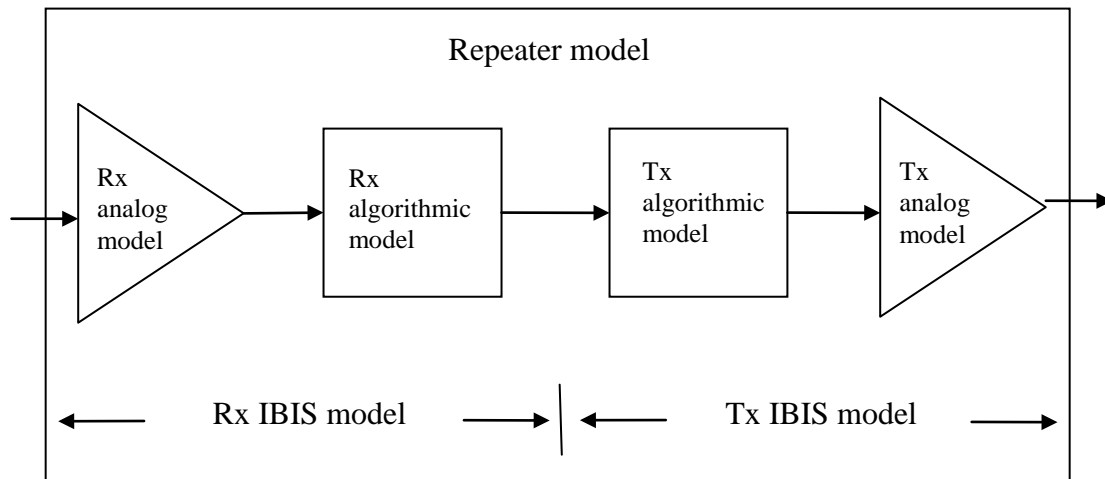 Repeater model
Rx
analog
model
Rx
algorithmic
model
Tx
algorithmic
model
Tx
analog
model
Rx IBIS model
Tx IBIS model